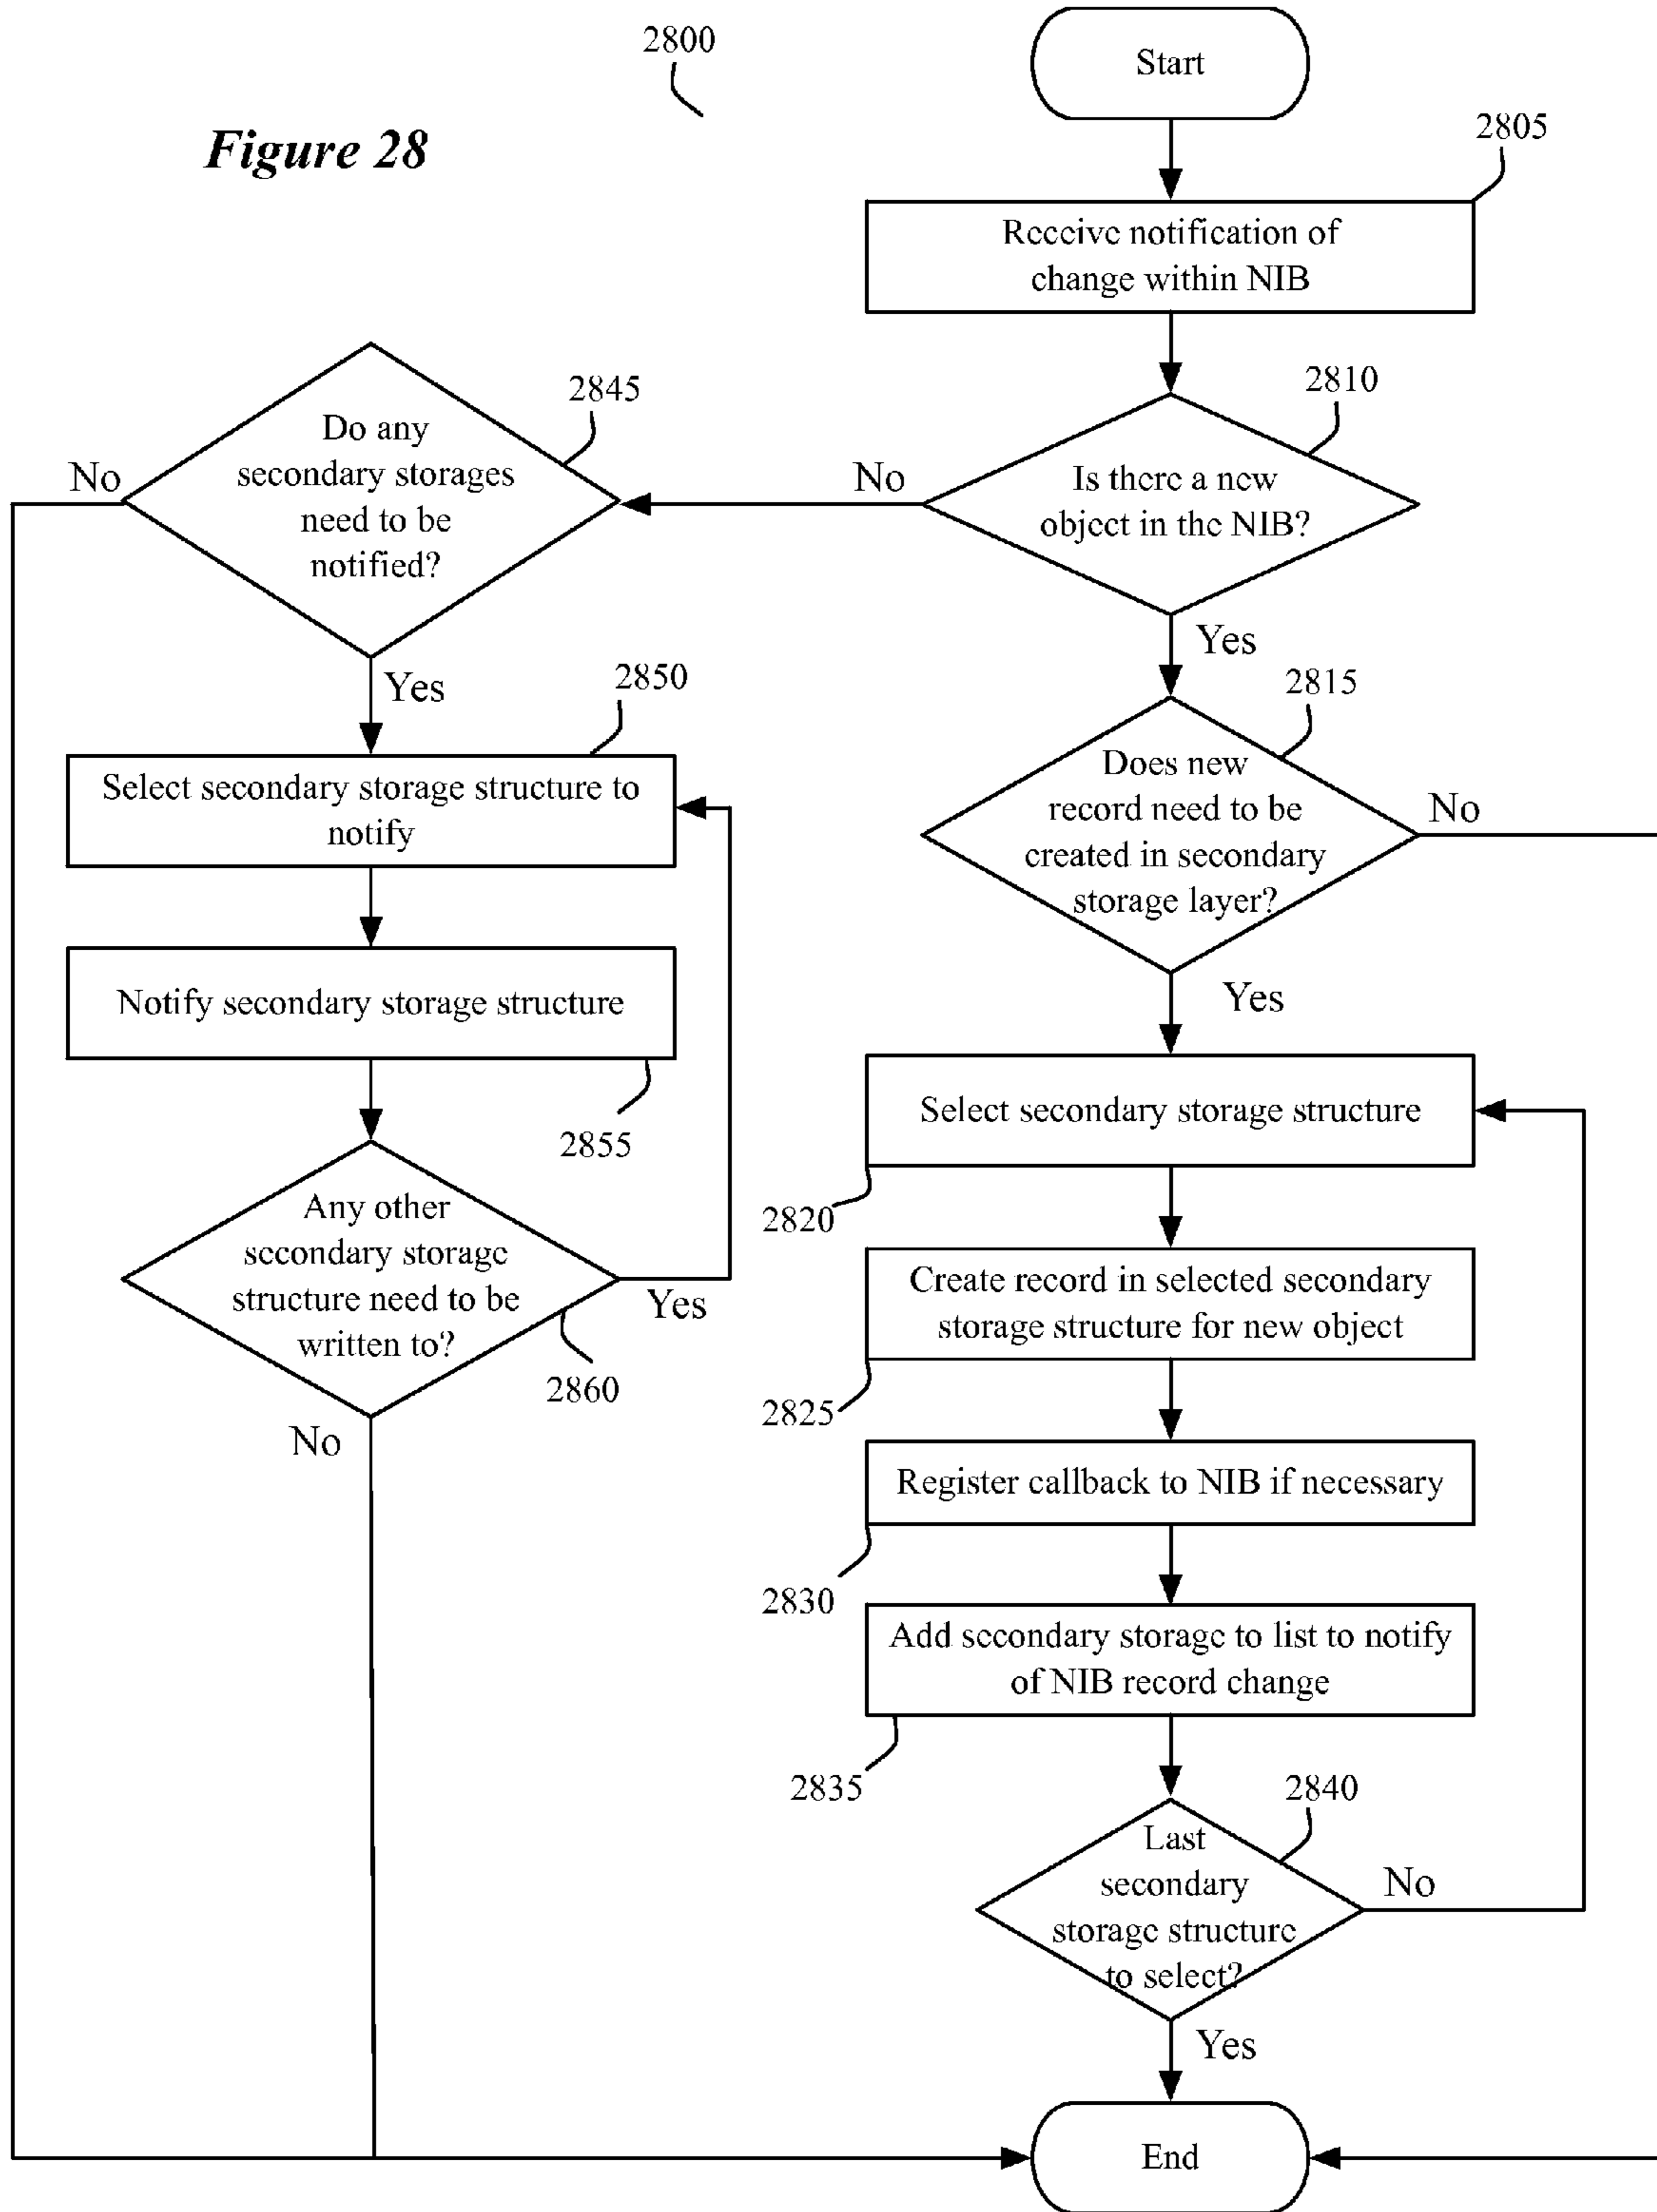 2800
Start
Figure 28
2805
Receive notification of
change within NIB
2810
Is there a new
object in the NIB?
No
Yes
2845
Do any
secondary storages
need to be
notified?
No
Yes
2815
Does new
record need to be
created in secondary
storage layer?
No
Yes
2850
Select secondary storage structure to
notify
Notify secondary storage structure
2855
Any other
secondary storage
structure need to be
written to?
Yes
2860
No
Select secondary storage structure
2820
Create record in selected secondary
storage structure for new object
2825
Register callback to NIB if necessary
2830
Add secondary storage to list to notify
of NIB record change
2835
2840
Last
secondary
storage structure
to select?
No
Yes
End